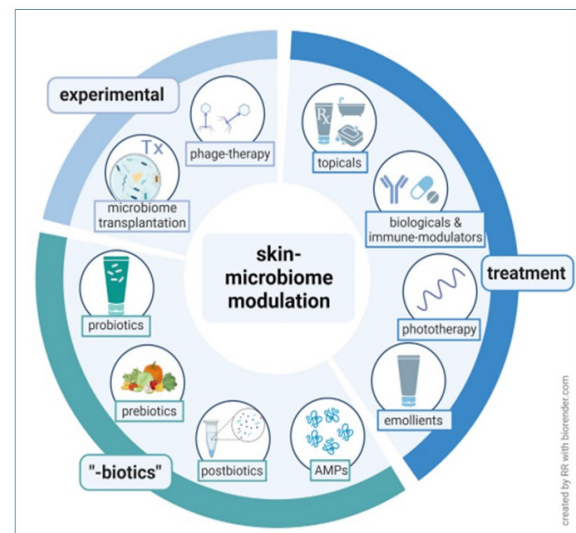 experimental
phage-therapy
Tx
microbiome
transplantation
Rx
topicals
biologicals &
immune-modulators
treatment
phototherapy
emollients
skin-
microbiome
modulation
probiotics
prebiotics
postbiotics
AMPs
"-biotics"
created by RR with biorender.com